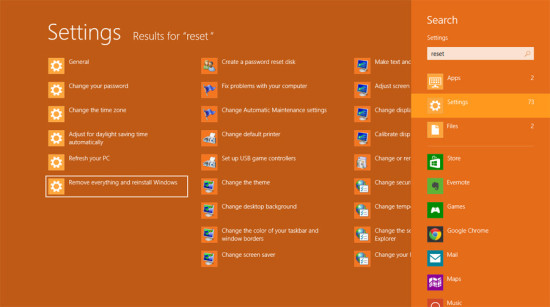 Settings Results for "reset"
General
Change your password
Change the time zone
Adjust for daylight saving time
automatically
Refresh your PC
Remove everything and reinstall Windows
Create a password reset disk
Fix problems with your computer
Change Automatic Maintenance settings
Change default printer
Set up USB game controllers
Change the theme
Change desktop background
Change the color of your taskbar and
window borders
Change screen saver
Make text and
Adjust screen
Change displ
Calibrate displ
Change or re
Change secur
Change temp
Change the s
Explorer
Change your
Search
Settings
reset
Apps 2
Settings 73
Files 2
Store
Evernote
Games
Google Chrome
Mail
Maps
Music